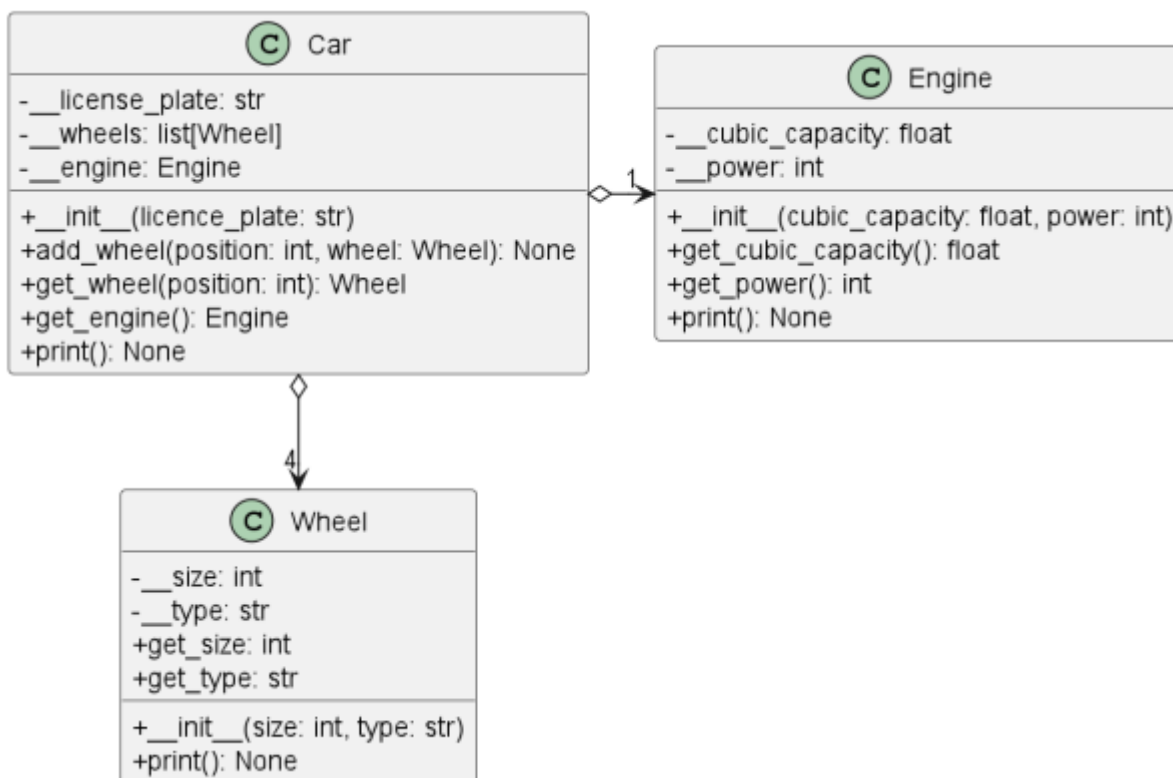 C Car
-__license_plate: str
-__wheels: list[Wheel]
-__engine: Engine
+__init__(licence_plate: str)
+add_wheel(position: int, wheel: Wheel): None
+get_wheel(position: int): Wheel
+get_engine(): Engine
+print(): None
1
C Engine
-__cubic_capacity: float
-__power: int
+__init__(cubic_capacity: float, power: int)
+get_cubic_capacity(): float
+get_power(): int
+print(): None
4
C Wheel
-__size: int
-__type: str
+get_size: int
+get_type: str
+__init__(size: int, type: str)
+print(): None